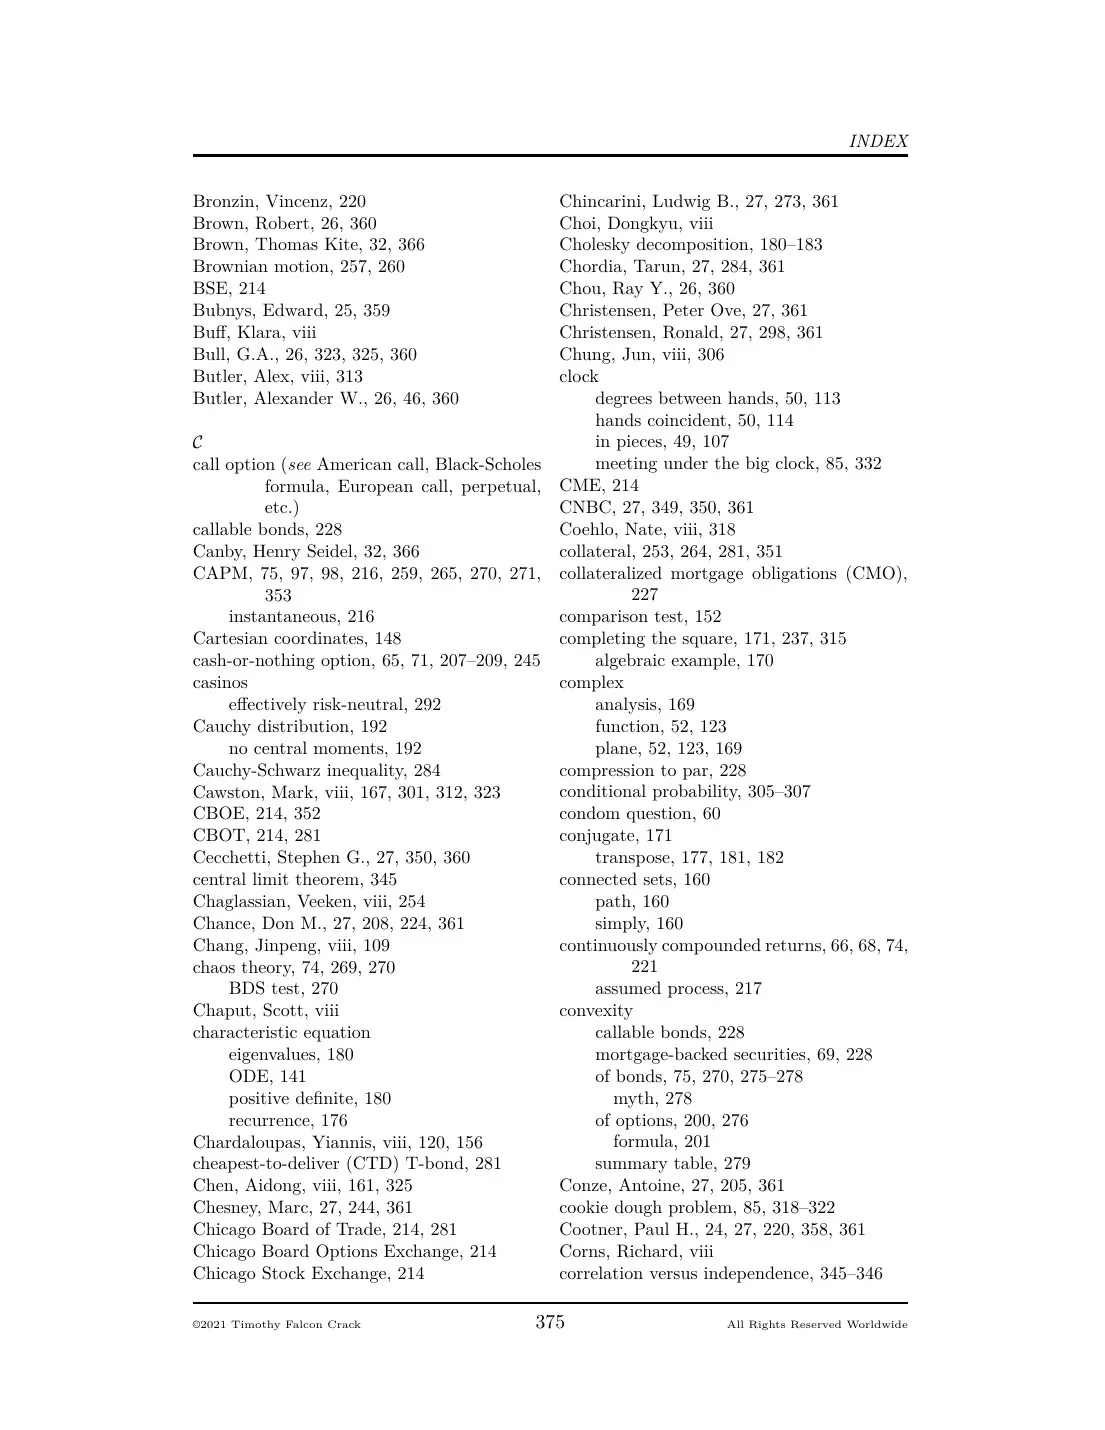 INDEX
Bronzin, Vincenz, 220
Brown, Robert, 26, 360
Brown, Thomas Kite, 32, 366
Brownian motion, 257, 260
BSE, 214
Bubnys, Edward, 25, 359
Buff, Klara, viii
Bull, G.A., 26, 323, 325, 360
Butler, Alex, viii, 313
Butler, Alexander W., 26, 46, 360
C
call option (see American call, Black-Scholes
formula, European call, perpetual,
etc.)
callable bonds, 228
Canby, Henry Seidel, 32, 366
CAPM, 75, 97, 98, 216, 259, 265, 270, 271,
353
instantaneous, 216
Cartesian coordinates, 148
cash-or-nothing option, 65, 71, 207–209, 245
casinos
effectively risk-neutral, 292
Cauchy distribution, 192
no central moments, 192
Cauchy-Schwarz inequality, 284
Cawston, Mark, viii, 167, 301, 312, 323
CBOE, 214, 352
CBOT, 214, 281
Cecchetti, Stephen G., 27, 350, 360
central limit theorem, 345
Chaglassian, Veeken, viii, 254
Chance, Don M., 27, 208, 224, 361
Chang, Jinpeng, viii, 109
chaos theory, 74, 269, 270
BDS test, 270
Chaput, Scott, viii
characteristic equation
eigenvalues, 180
ODE, 141
positive definite, 180
recurrence, 176
Chardaloupas, Yiannis, viii, 120, 156
cheapest-to-deliver (CTD) T-bond, 281
Chen, Aidong, viii, 161, 325
Chesney, Marc, 27, 244, 361
Chicago Board of Trade, 214, 281
Chicago Board Options Exchange, 214
Chicago Stock Exchange, 214
Chincarini, Ludwig B., 27, 273, 361
Choi, Dongkyu, viii
Cholesky decomposition, 180–183
Chordia, Tarun, 27, 284, 361
Chou, Ray Y., 26, 360
Christensen, Peter Ove, 27, 361
Christensen, Ronald, 27, 298, 361
Chung, Jun, viii, 306
clock
degrees between hands, 50, 113
hands coincident, 50, 114
in pieces, 49, 107
meeting under the big clock, 85, 332
CME, 214
CNBC, 27, 349, 350, 361
Coehlo, Nate, viii, 318
collateral, 253, 264, 281, 351
collateralized mortgage obligations (CMO),
227
comparison test, 152
completing the square, 171, 237, 315
algebraic example, 170
complex
analysis, 169
function, 52, 123
plane, 52, 123, 169
compression to par, 228
conditional probability, 305–307
condom question, 60
conjugate, 171
transpose, 177, 181, 182
connected sets, 160
path, 160
simply, 160
continuously compounded returns, 66, 68, 74,
221
assumed process, 217
convexity
callable bonds, 228
mortgage-backed securities, 69, 228
of bonds, 75, 270, 275–278
myth, 278
of options, 200, 276
formula, 201
summary table, 279
Conze, Antoine, 27, 205, 361
cookie dough problem, 85, 318–322
Cootner, Paul H., 24, 27, 220, 358, 361
Corns, Richard, viii
correlation versus independence, 345–346
©2021 Timothy Falcon Crack
375
All Rights Reserved Worldwide